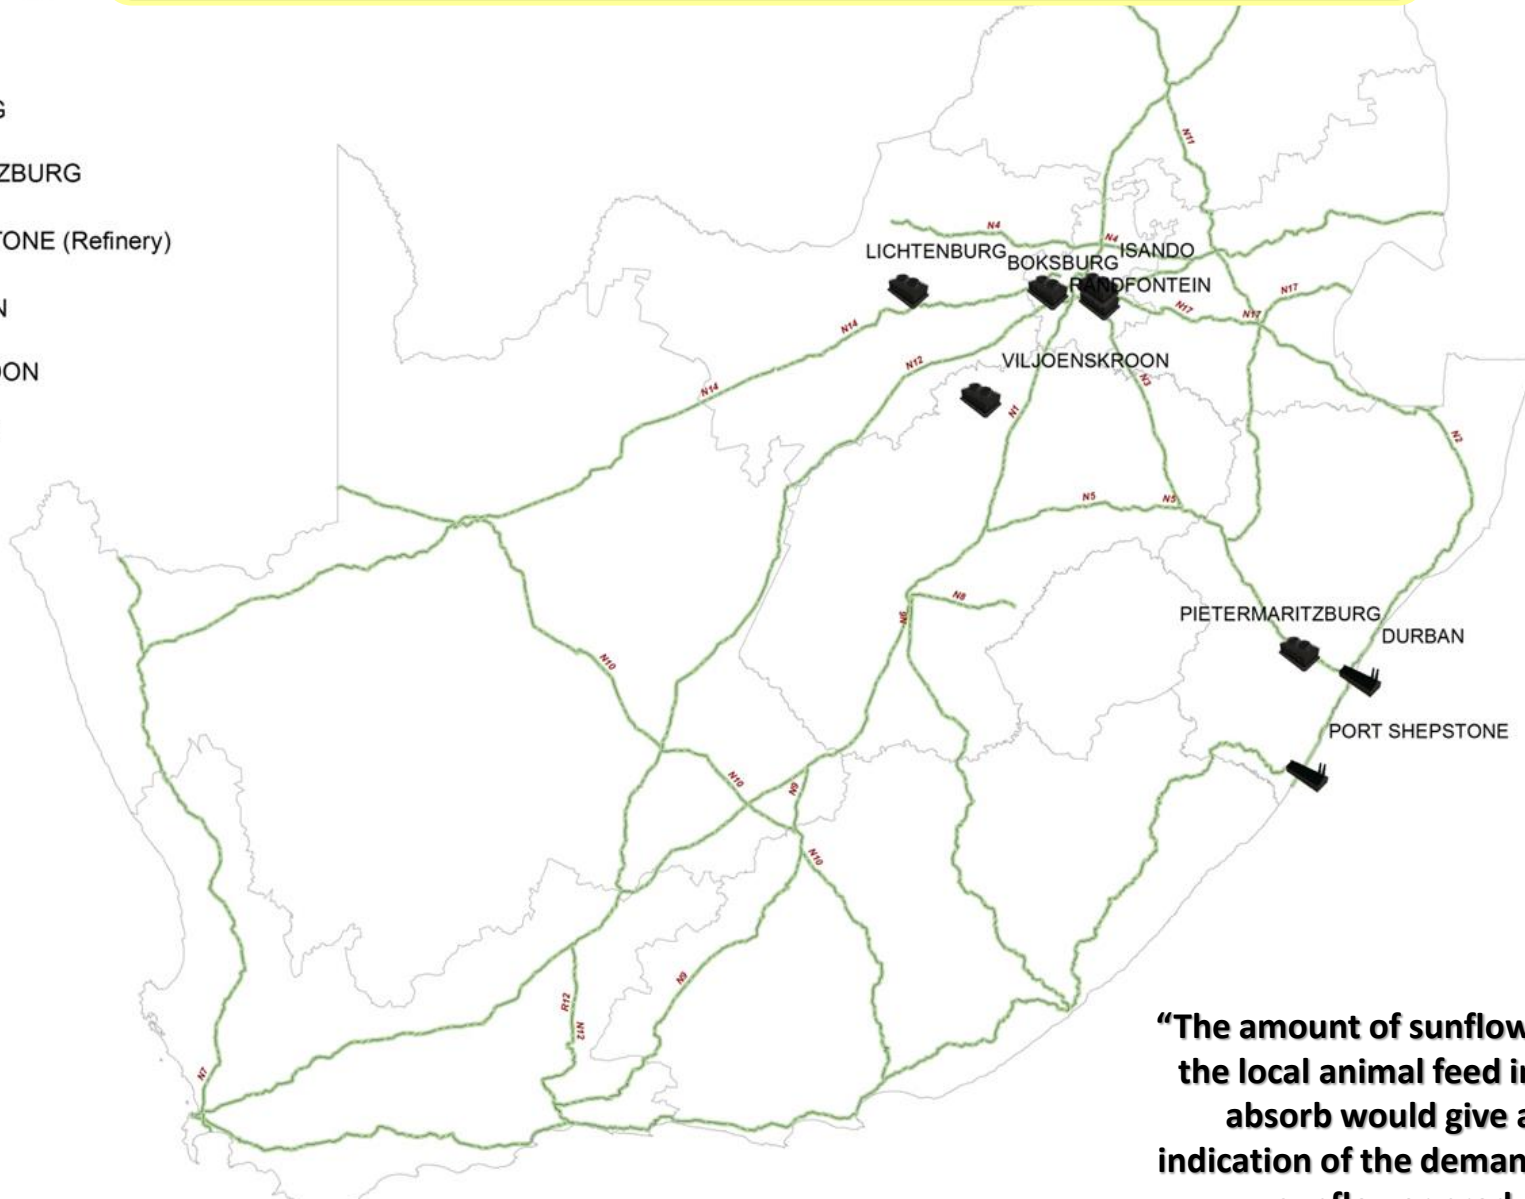 G
ZBURG
TONE (Refinery)
N
OON
N11
N4
N4
ISANDO
LICHTENBURG
BOKSBURG
RANDFONTEIN
N17
N17
N17
N14
N12
VILJOENSKROON
N14
N3
N1
N2
N5
N5
N8
N6
PIETERMARITZBURG
DURBAN
N10
PORT SHEPSTONE
N10
N9
N10
N9
R12
N12
N7
“The amount of sunflow
the local animal feed in
absorb would give a
indication of the deman